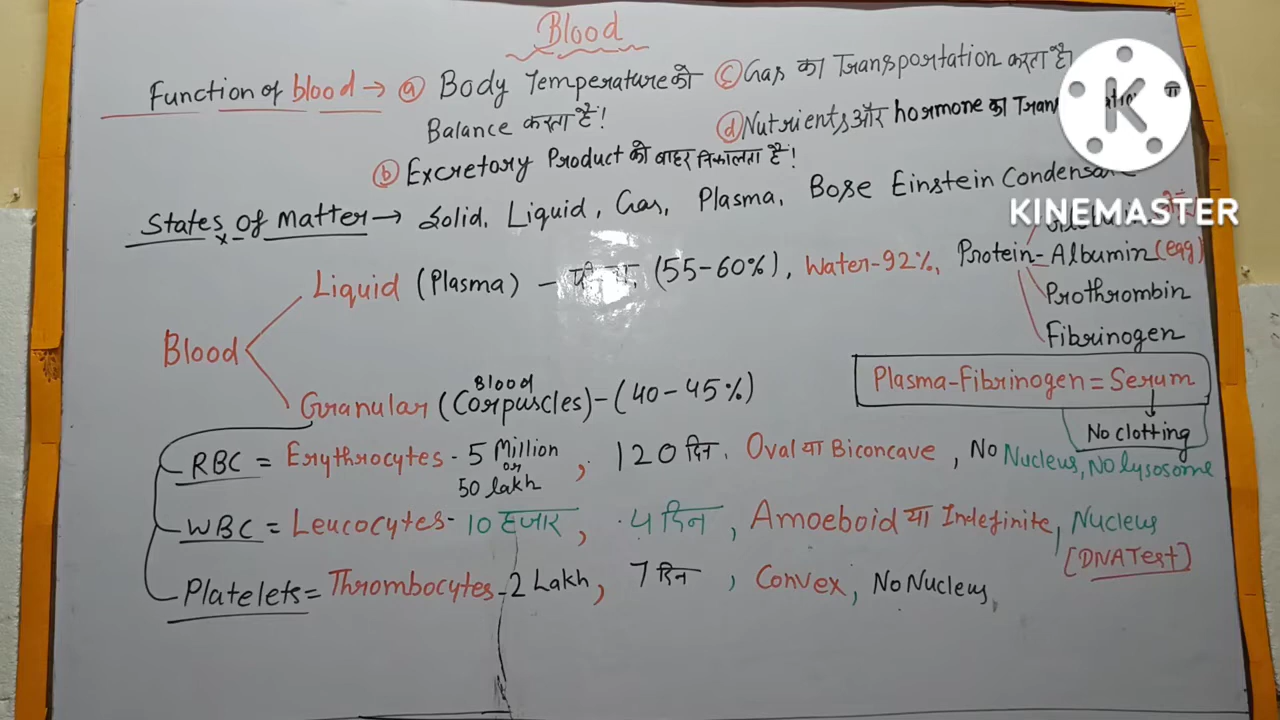 Blood
Function of blood → ⓐ Body Temperature को ⓒ Gas का Transportation करता है।
Balance करता है! ⓓ Nutrients और hormone का
ⓑ Excretory Product को बाहर निकालता है!
States of Matter → Solid, Liquid, Gas, Plasma, Bose Einstein
KINEMASTER
Liquid (Plasma) - (55-60%), Water-92%, Protein - Albumin (egg)
Prothrombin
Blood
Fibrinogen
Plasma-Fibrinogen = Serum
Blood
Granular (Corpuscles) - (40-45%)
No clotting
RBC = Erythrocytes - 5 Million or 50 lakh, 120 दिन. Oval या Biconcave, No Nucleus, No lysosome
WBC = Leucocytes - 10 हजार, 4 दिन, Amoeboid या Indefinite, Nucleus
[DNA Test]
Platelets = Thrombocytes - 2 Lakh, 7 दिन, Convex, No Nucleus,